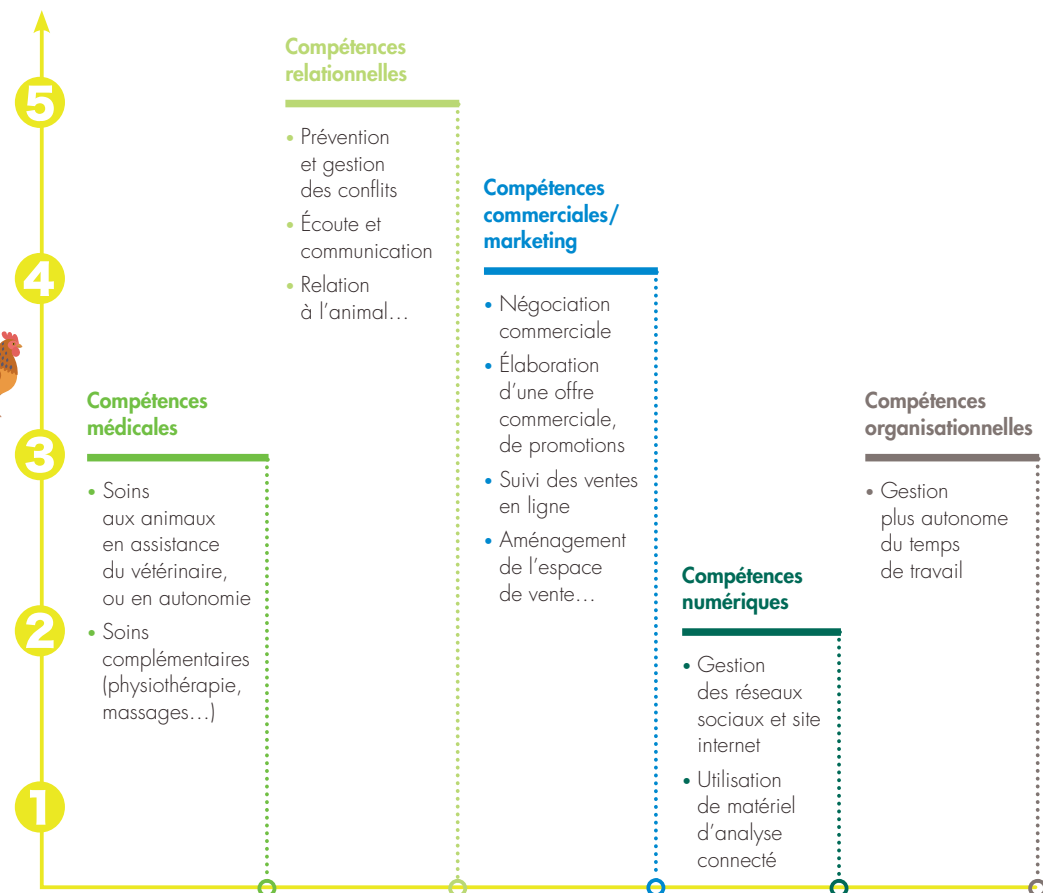 5
4
3
2
1
Compétences
médicales
• Soins
aux animaux
en assistance
du vétérinaire,
ou en autonomie
• Soins
complémentaires
(physiothérapie,
massages…)
Compétences
relationnelles
• Prévention
et gestion
des conflits
• Écoute et
communication
• Relation
à l’animal…
Compétences
commerciales/
marketing
• Négociation
commerciale
• Élaboration
d’une offre
commerciale,
de promotions
• Suivi des ventes
en ligne
• Aménagement
de l’espace
de vente…
Compétences
numériques
• Gestion
des réseaux
sociaux et site
internet
• Utilisation
de matériel
d’analyse
connecté
Compétences
organisationnelles
• Gestion
plus autonome
du temps
de travail